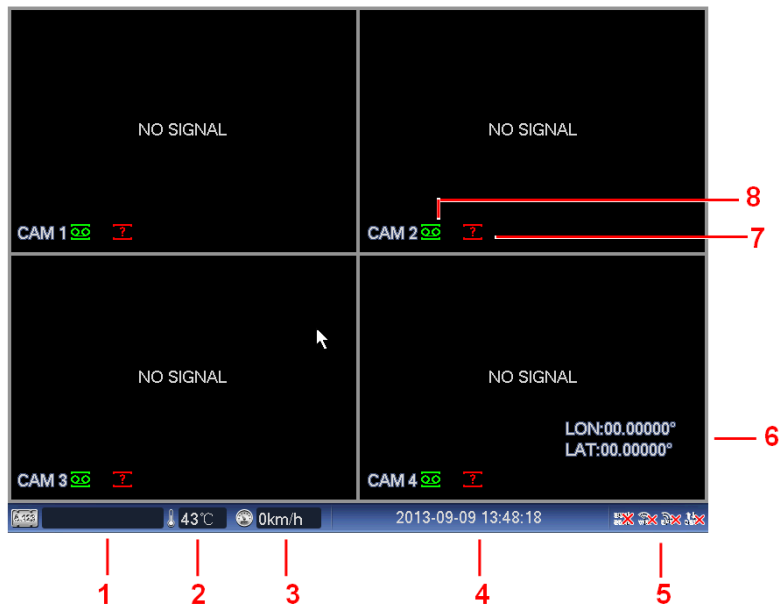 NO SIGNAL
NO SIGNAL
8
CAM 1 ?
CAM 2 ?
7
NO SIGNAL
NO SIGNAL
LON:00.00000°
LAT:00.00000°
6
CAM 3 ?
CAM 4 ?
A·123 43℃ 0km/h 2013-09-09 13:48:18
1 2 3 4 5